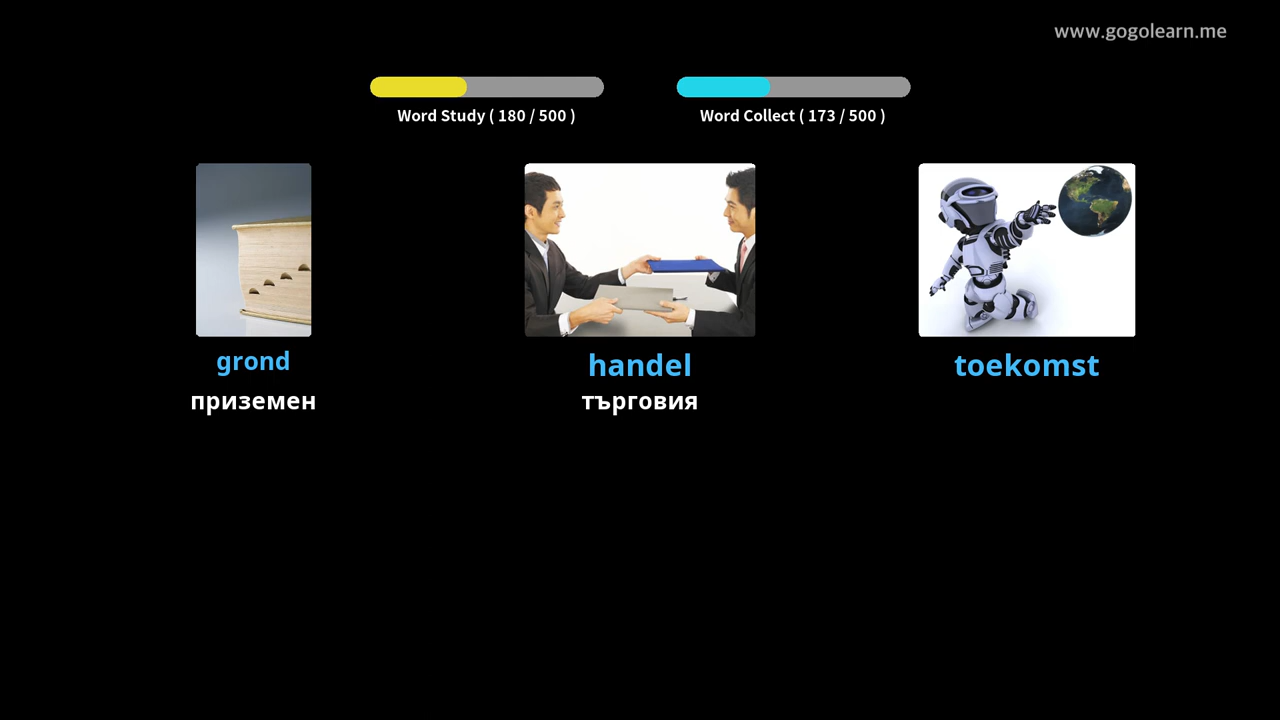 www.gogolearn.me
Word Study ( 180 / 500 )
Word Collect ( 173 / 500 )
grond
handel
toekomst
приземен
търговия